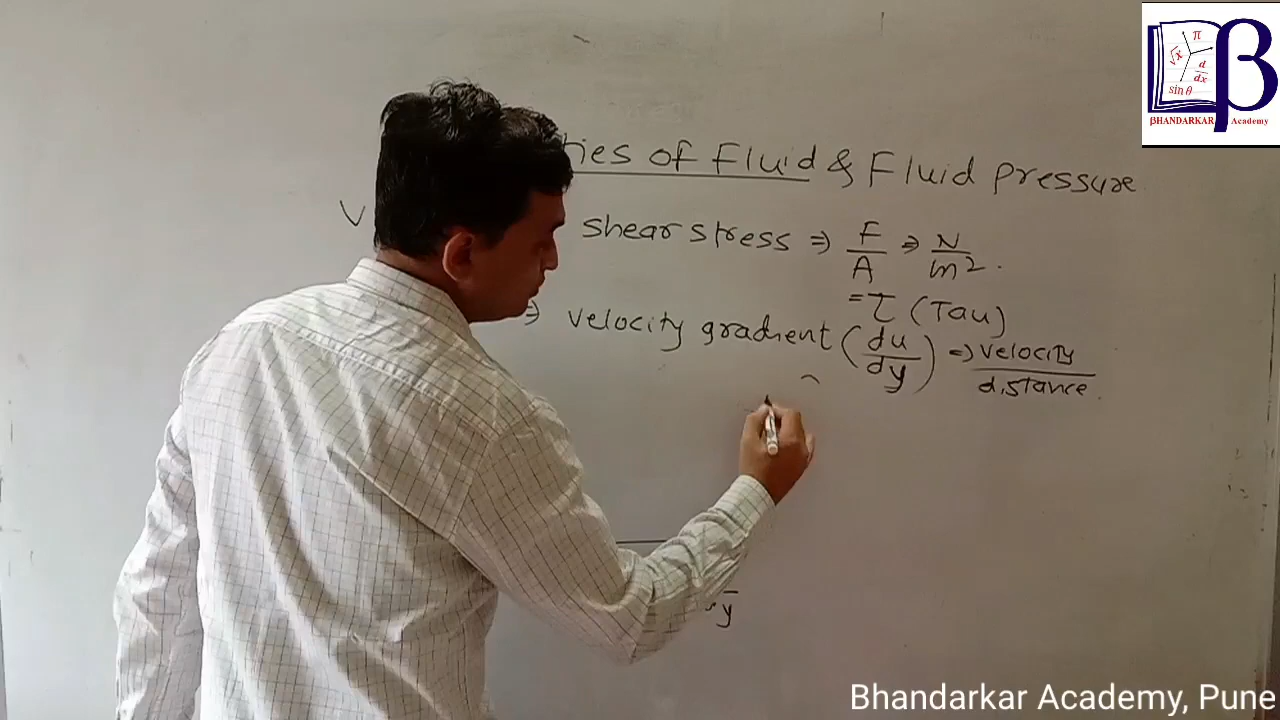 π
√x
d/dx
sin θ
β
βHANDARKAR Academy
ties of Fluid & Fluid pressure
V shear stress ⇒ F/A ⇒ N/m².
= τ (Tau)
⇒ velocity gradient (du/dy) ⇒ velocity/distance.
y
Bhandarkar Academy, Pune